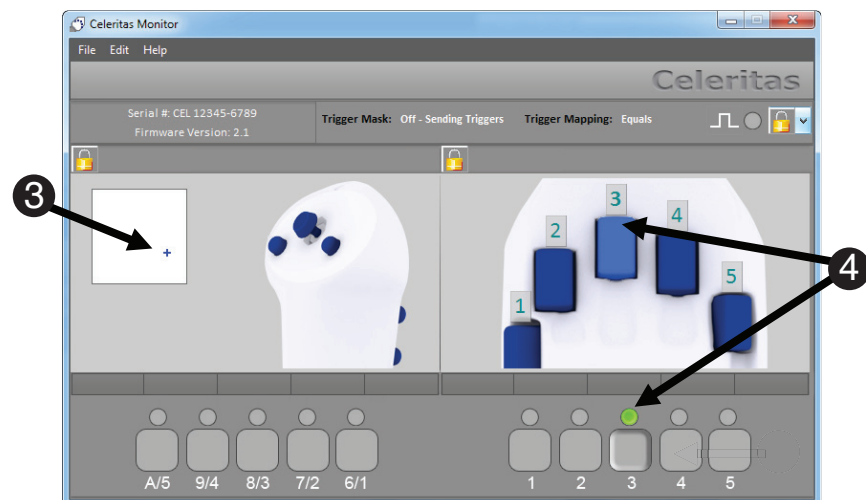 Celeritas Monitor
File Edit Help
Celeritas
Serial #: CEL 12345-6789
Firmware Version: 2.1
Trigger Mask: Off - Sending Triggers Trigger Mapping: Equals
3
1 2 3 4 5
4
A/5 9/4 8/3 7/2 6/1
1 2 3 4 5